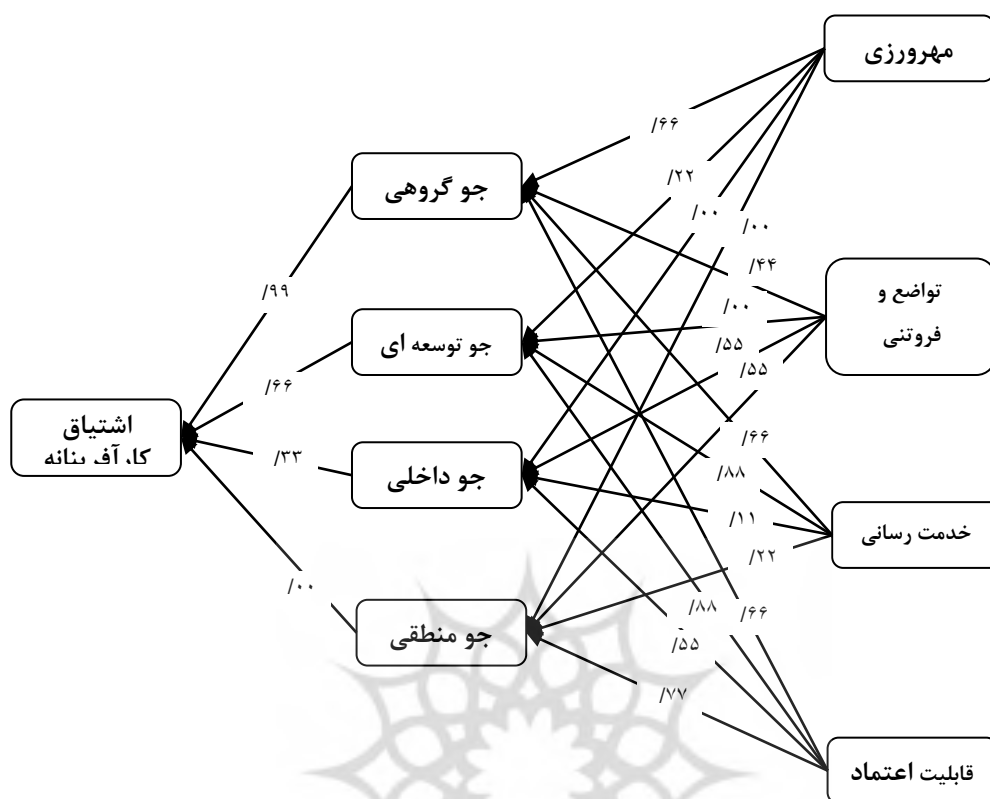 مهرورزی
/۶۶
جو گروهی
/۲۲
/۰۰
/۰۰
/۴۴
تواضع و
فروتنی
/۹۹
/۰۰
جو توسعه ای
/۵۵
/۵۵
/۶۶
اشتیاق
کارآفرینانه
/۳۳
جو داخلی
/۶۶
/۸۸
/۱۱
خدمت رسانی
/۲۲
/۰۰
جو منطقی
/۸۸
/۶۶
/۵۵
/۷۷
قابلیت اعتماد